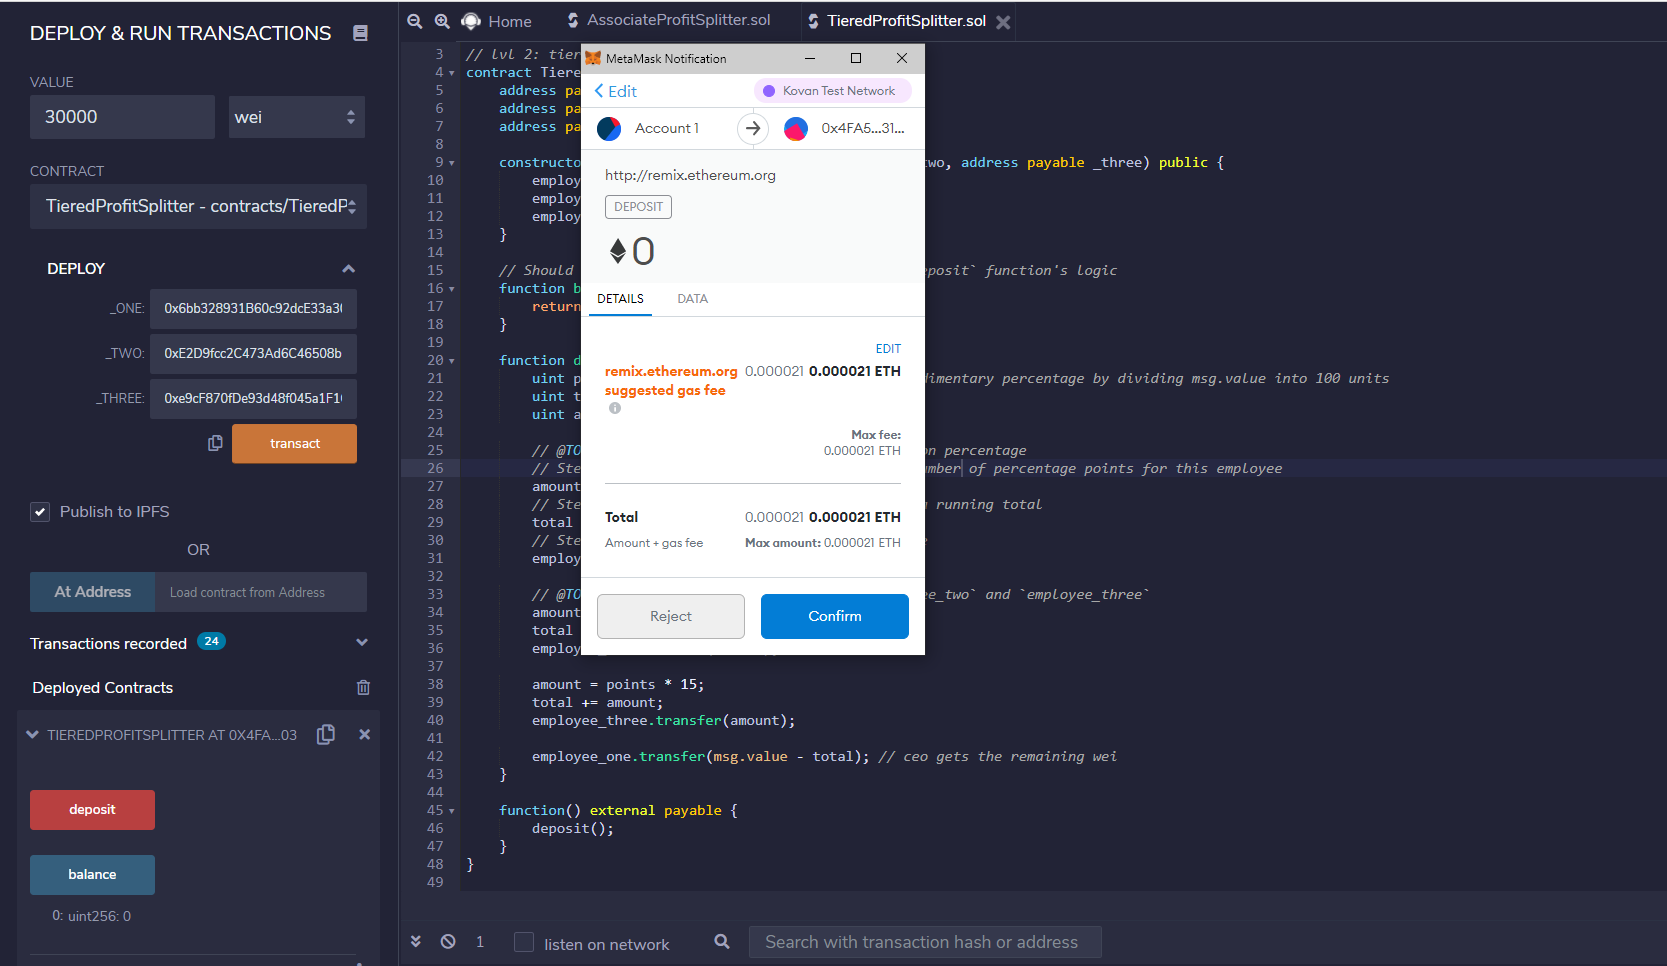 DEPLOY & RUN TRANSACTIONS
VALUE
30000
wei
CONTRACT
TieredProfitSplitter - contracts/TieredP
DEPLOY
_ONE:
0x6bb328931B60c92dcE33a3(
_TWO:
0xE2D9fcc2C473Ad6C46508b
_THREE:
0xe9cF870fDe93d48f045a1F1(
transact
Publish to IPFS
OR
At Address
Load contract from Address
Transactions recorded 24
Deployed Contracts
TIEREDPROFITSPLITTER AT 0X4FA...03
deposit
balance
0: uint256: 0
Home
AssociateProfitSplitter.sol
TieredProfitSplitter.sol
3 // lvl 2: tier
4 contract Tiere
5 address pa
6 address pa
7 address pa
8
9 constructo two, address payable _three) public {
10 employ
11 employ
12 employ
13 }
14
15 // Should eposit` function's logic
16 function b
17 return
18 }
19
20 function d
21 uint p dimentary percentage by dividing msg.value into 100 units
22 uint t
23 uint a
24
25 // @TO on percentage
26 // Ste mber of percentage points for this employee
27 amount
28 // Ste running total
29 total
30 // Ste
31 employ
32
33 // @TO ee_two` and `employee_three`
34 amount
35 total
36 employ
37
38 amount = points * 15;
39 total += amount;
40 employee_three.transfer(amount);
41
42 employee_one.transfer(msg.value - total); // ceo gets the remaining wei
43 }
44
45 function() external payable {
46 deposit();
47 }
48 }
49
1
listen on network
Search with transaction hash or address
MetaMask Notification
Edit
Kovan Test Network
Account 1
0x4FA5...31...
http://remix.ethereum.org
DEPOSIT
0
DETAILS
DATA
EDIT
remix.ethereum.org 0.000021 0.000021 ETH
suggested gas fee
Max fee:
0.000021 ETH
Total 0.000021 0.000021 ETH
Amount + gas fee Max amount: 0.000021 ETH
Reject
Confirm